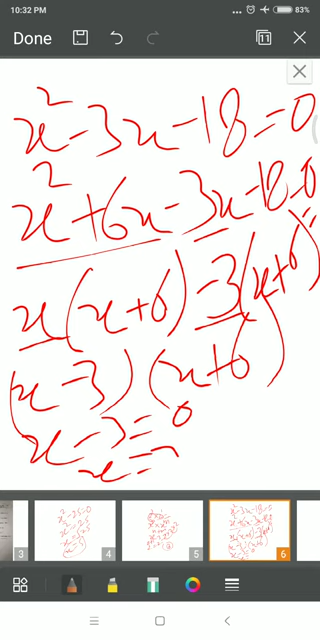 10:32 PM ... 83%
Done 11
x² - 3x - 18 = 0
x² + 6x - 3x - 18 = 0
x(x+6) - 3(x+6) =
(x - 3)(x+6)
x - 3 = 0
x =
3 4 5 6